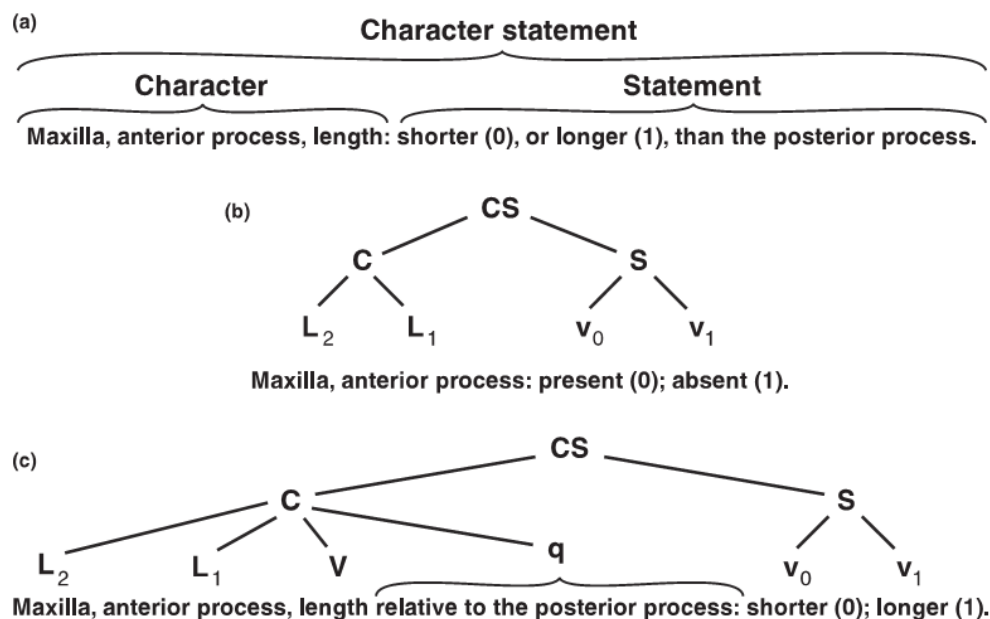 (a)
Character statement
Character Statement
Maxilla, anterior process, length: shorter (0), or longer (1), than the posterior process.
(b)
CS
C S
L2 L1 v0 v1
Maxilla, anterior process: present (0); absent (1).
(c)
CS
C S
L2 L1 V q v0 v1
Maxilla, anterior process, length relative to the posterior process: shorter (0); longer (1).